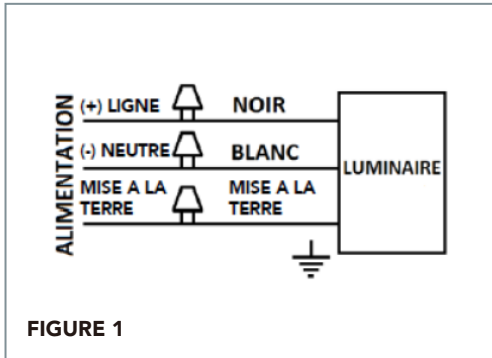 ALIMENTATION
(+) LIGNE NOIR
(-) NEUTRE BLANC
MISE A LA MISE A LA
TERRE TERRE
LUMINAIRE
FIGURE 1